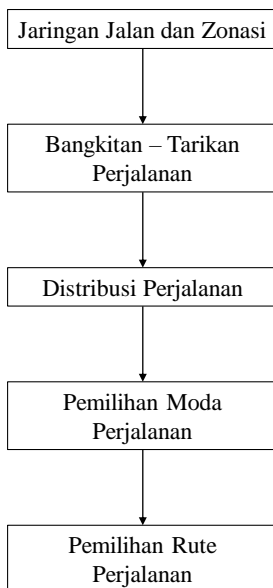 Jaringan Jalan dan Zonasi
Bangkitan – Tarikan
Perjalanan
Distribusi Perjalanan
Pemilihan Moda
Perjalanan
Pemilihan Rute
Perjalanan